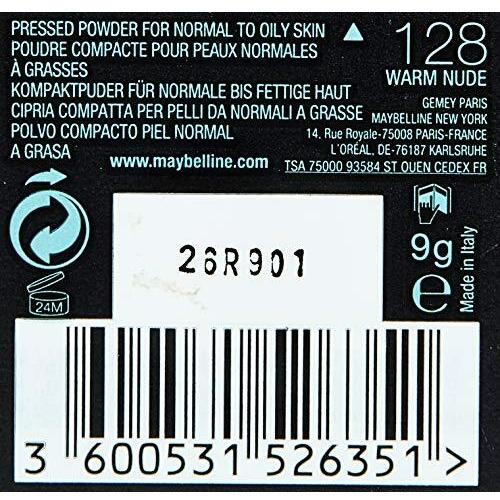 PRESSED POWDER FOR NORMAL TO OILY SKIN
POUDRE COMPACTE POUR PEAUX NORMALES
À GRASSES
KOMPAKTPUDER FÜR NORMALE BIS FETTIGE HAUT
CIPRIA COMPATTA PER PELLI DA NORMALI A GRASSE
POLVO COMPACTO PIEL NORMAL
A GRASA
www.maybelline.com
128
WARM NUDE
GEMEY PARIS
MAYBELLINE NEW YORK
14. Rue Royale-75008 PARIS-FRANCE
L'ORÉAL, DE-76187 KARLSRUHE
TSA 75000 93584 ST OUEN CEDEX FR
24M
26R901
9g
e
Made in Italy
3 600531 526351 >